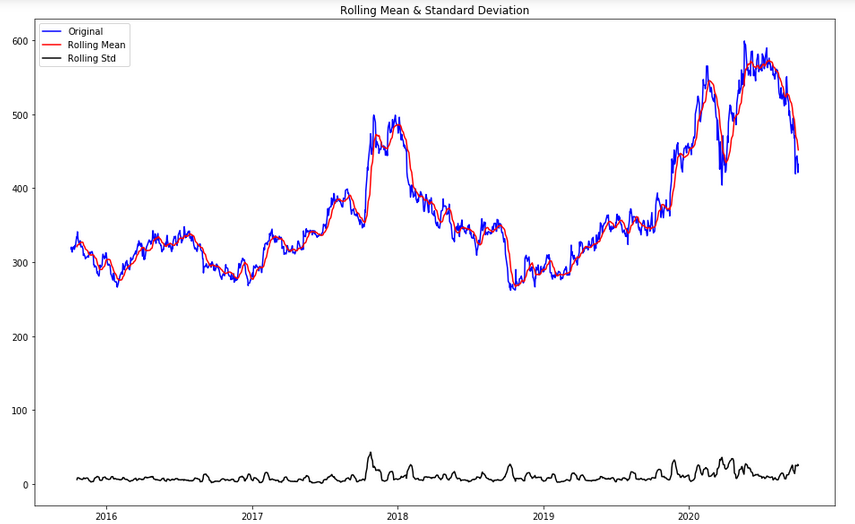 Rolling Mean & Standard Deviation
Original
Rolling Mean
Rolling Std
600
500
400
300
200
100
0
2016 2017 2018 2019 2020